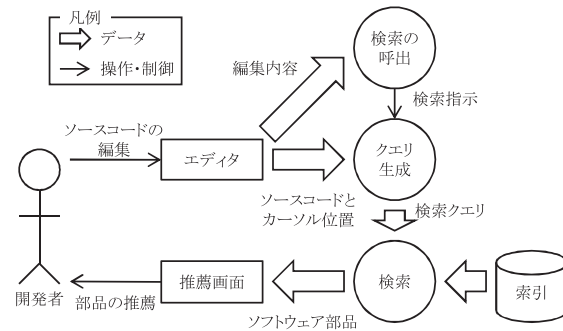 凡例
データ
操作・制御
検索の
呼出
編集内容
検索指示
ソースコードの
編集
エディタ
クエリ
生成
ソースコードと
カーソル位置
検索クエリ
開発者
部品の推薦
推薦画面
ソフトウェア部品
検索
索引